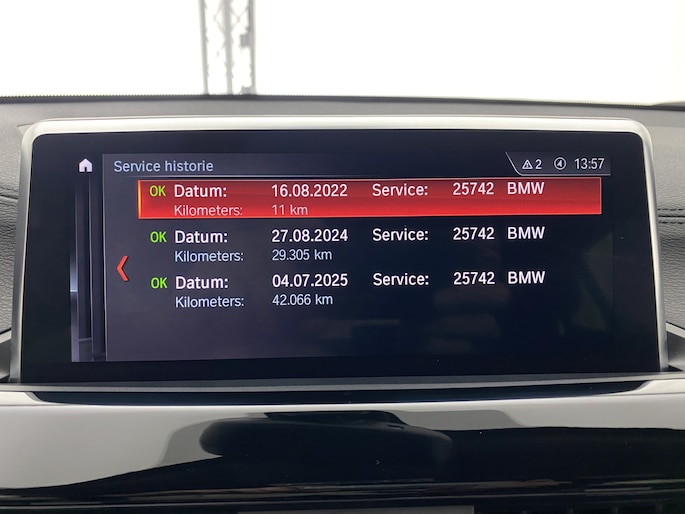 Service historie
2 13:57
OK Datum: 16.08.2022 Service: 25742 BMW
Kilometers: 11 km
OK Datum: 27.08.2024 Service: 25742 BMW
Kilometers: 29.305 km
OK Datum: 04.07.2025 Service: 25742 BMW
Kilometers: 42.066 km